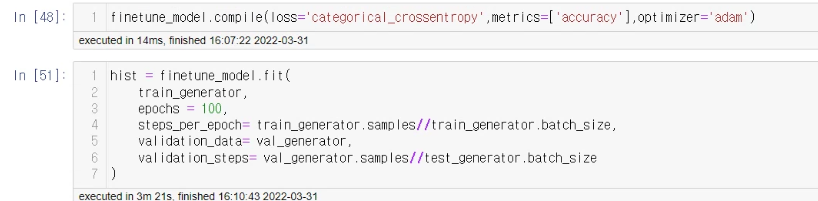 In [48]:
1 finetune_model.compile(loss='categorical_crossentropy',metrics=['accuracy'],optimizer='adam')
executed in 14ms, finished 16:07:22 2022-03-31
In [51]:
1 hist = finetune_model.fit(
2     train_generator,
3     epochs = 100,
4     steps_per_epoch= train_generator.samples//train_generator.batch_size,
5     validation_data= val_generator,
6     validation_steps= val_generator.samples//test_generator.batch_size
7 )
executed in 3m 21s, finished 16:10:43 2022-03-31